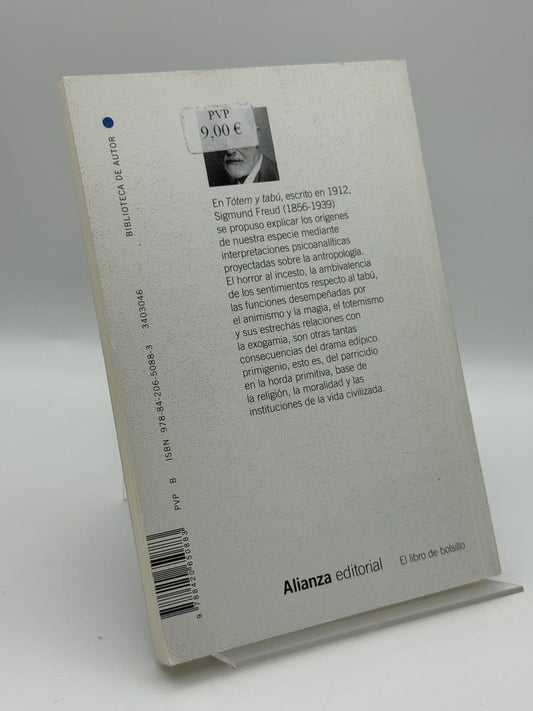 PVP
9,00 €
En Tótem y tabú, escrito en 1912,
Sigmund Freud (1856-1939)
se propuso explicar los orígenes
de nuestra especie mediante
interpretaciones psicoanalíticas
proyectadas sobre la antropología.
El horror al incesto, la ambivalencia
de los sentimientos respecto al tabú,
las funciones desempeñadas por
el animismo y la magia, el totemismo
y sus estrechas relaciones con
la exogamia, son otras tantas
consecuencias del drama edípico
primigenio, esto es, del parricidio
en la horda primitiva, base de
la religión, la moralidad y las
instituciones de la vida civilizada.
Alianza editorial El libro de bolsillo
BIBLIOTECA DE AUTOR
PVP B ISBN 978-84-206-5088-3 3403046
9 788420 650883